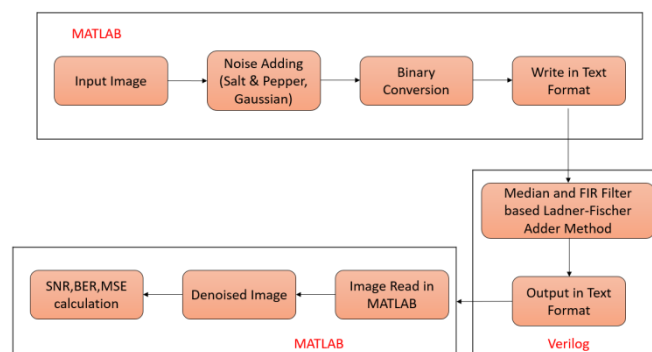 MATLAB
Input Image
Noise Adding
(Salt & Pepper,
Gaussian)
Binary
Conversion
Write in Text
Format
Median and FIR Filter
based Ladner-Fischer
Adder Method
Output in Text
Format
Verilog
Image Read in
MATLAB
Denoised Image
SNR,BER,MSE
calculation
MATLAB